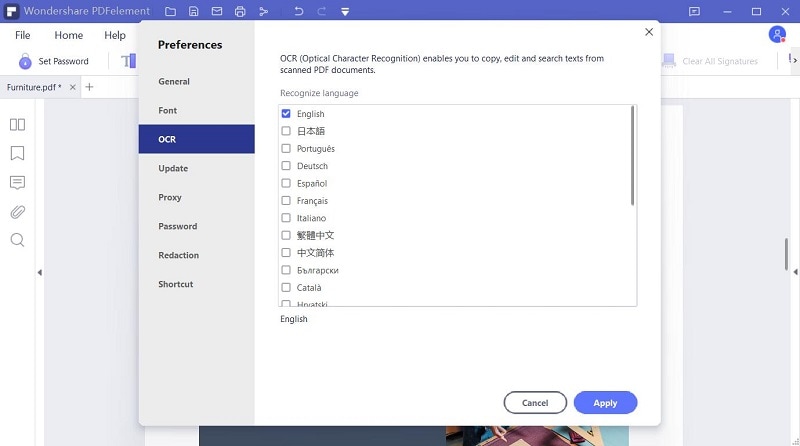 Wondershare PDFelement
File Home Help
Set Password
Clear All Signatures
Furniture.pdf *
Preferences
General
Font
OCR
Update
Proxy
Password
Redaction
Shortcut
OCR (Optical Character Recognition) enables you to copy, edit and search texts from
scanned PDF documents.
Recognize language
English
日本語
Português
Deutsch
Español
Français
Italiano
繁體中文
中文简体
Български
Català
Hrvatski
English
Cancel
Apply